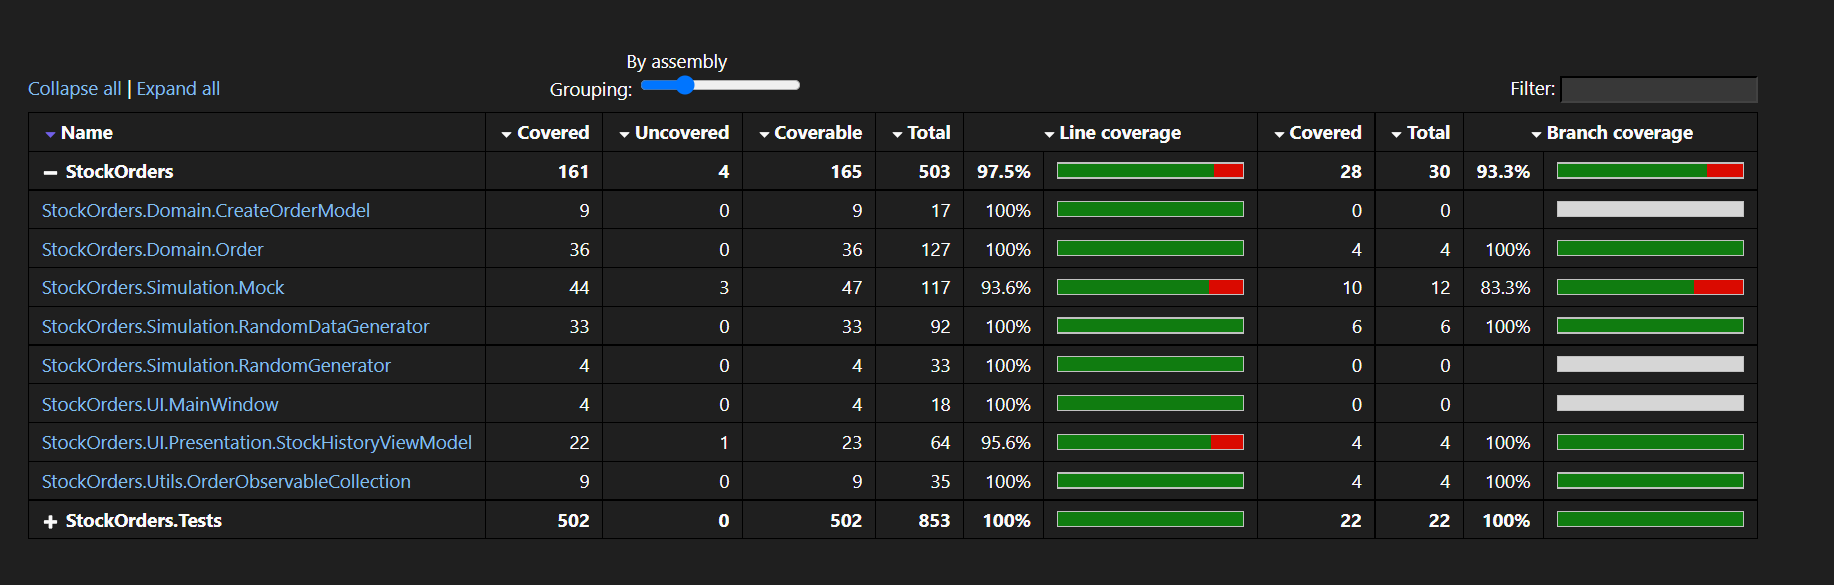 By assembly
Collapse all | Expand all Grouping: Filter:
Name Covered Uncovered Coverable Total Line coverage Covered Total Branch coverage
StockOrders 161 4 165 503 97.5% 28 30 93.3%
StockOrders.Domain.CreateOrderModel 9 0 9 17 100% 0 0
StockOrders.Domain.Order 36 0 36 127 100% 4 4 100%
StockOrders.Simulation.Mock 44 3 47 117 93.6% 10 12 83.3%
StockOrders.Simulation.RandomDataGenerator 33 0 33 92 100% 6 6 100%
StockOrders.Simulation.RandomGenerator 4 0 4 33 100% 0 0
StockOrders.UI.MainWindow 4 0 4 18 100% 0 0
StockOrders.UI.Presentation.StockHistoryViewModel 22 1 23 64 95.6% 4 4 100%
StockOrders.Utils.OrderObservableCollection 9 0 9 35 100% 4 4 100%
StockOrders.Tests 502 0 502 853 100% 22 22 100%